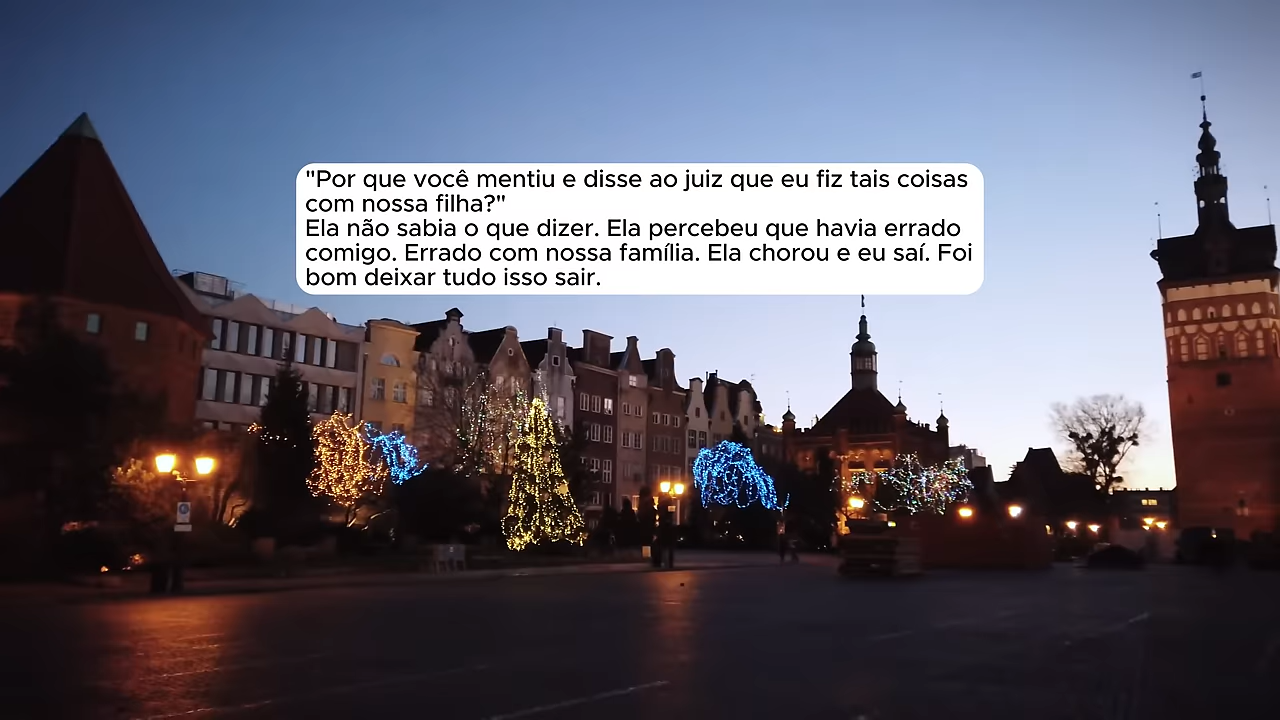 "Por que você mentiu e disse ao juiz que eu fiz tais coisas
com nossa filha?"
Ela não sabia o que dizer. Ela percebeu que havia errado
comigo. Errado com nossa família. Ela chorou e eu saí. Foi
bom deixar tudo isso sair.